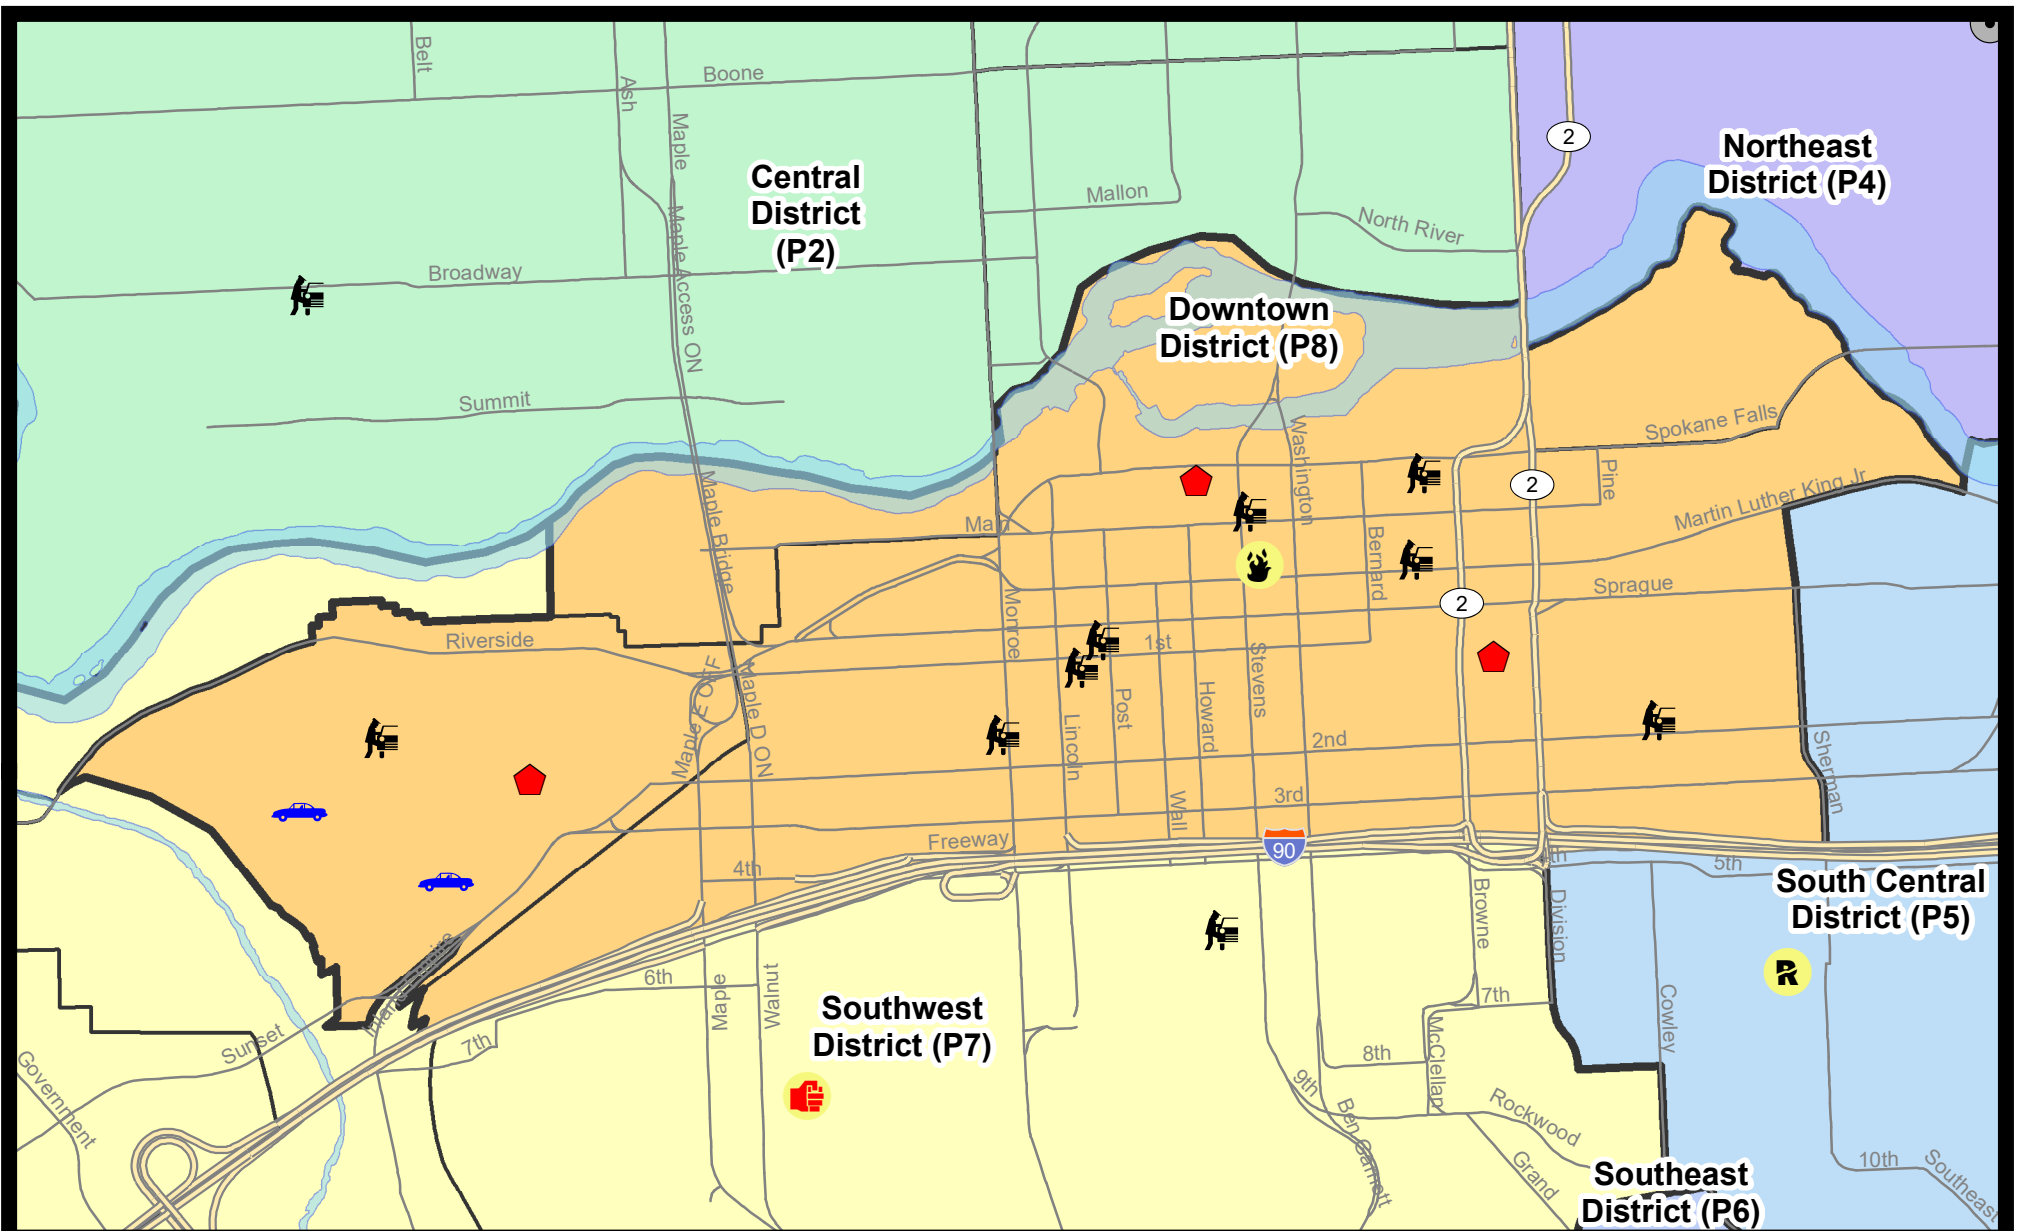 Belt
Ash
Maple
Boone
2
Northeast
District (P4)
Central
District
(P2)
Mallon
North River
Maple Access ON
Broadway
Downtown
District (P8)
Summit
Spokane Falls
Washington
Pine
2
Maple Bridge
Main
Martin Luther King Jr
Bernard
Sprague
2
Monroe
Riverside
1st
Stevens
Maple E OFF
Maple D ON
Post
Howard
Lincoln
2nd
Sherman
3rd
Wall
Freeway
90
4th
4th
5th
South Central
District (P5)
Browne
Division
R
6th
Maple
Walnut
Southwest
District (P7)
7th
Cowley
Sunset
7th
McClellan
8th
Government
9th
Ben Garnett
Rockwood
Grand
10th
Southeast
Southeast
District (P6)